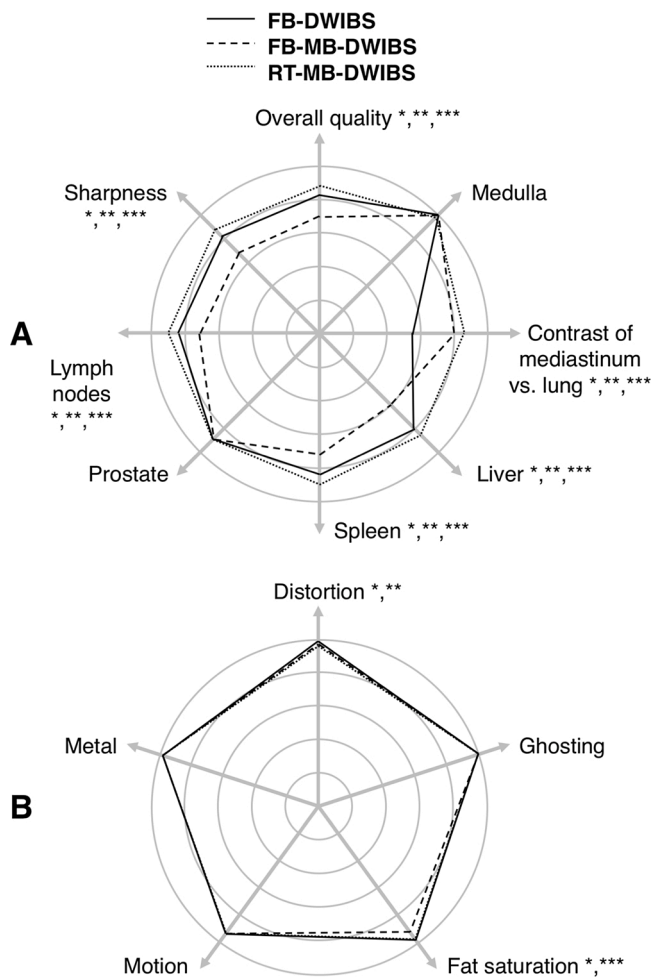 FB-DWIBS
FB-MB-DWIBS
RT-MB-DWIBS
Overall quality *,**,***
Sharpness
*,**,***
Medulla
A
Contrast of
mediastinum
vs. lung *,**,***
Lymph
nodes
*,**,***
Prostate
Liver *,**,***
Spleen *,**,***
Distortion *,**
Metal
Ghosting
B
Motion
Fat saturation *,***